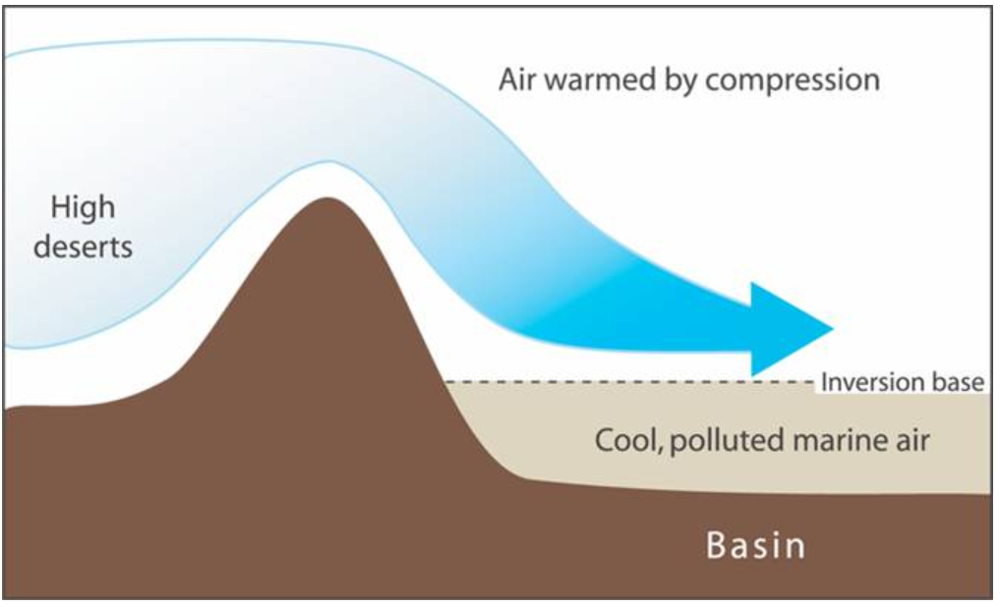 Air warmed by compression
High
deserts
Inversion base
Cool, polluted marine air
Basin